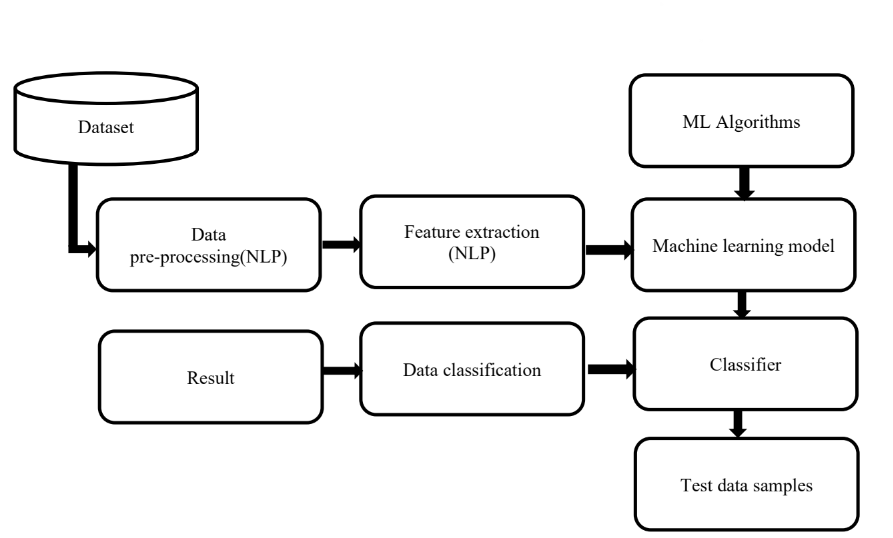 Dataset
ML Algorithms
Data
pre-processing(NLP)
Feature extraction
(NLP)
Machine learning model
Result
Data classification
Classifier
Test data samples